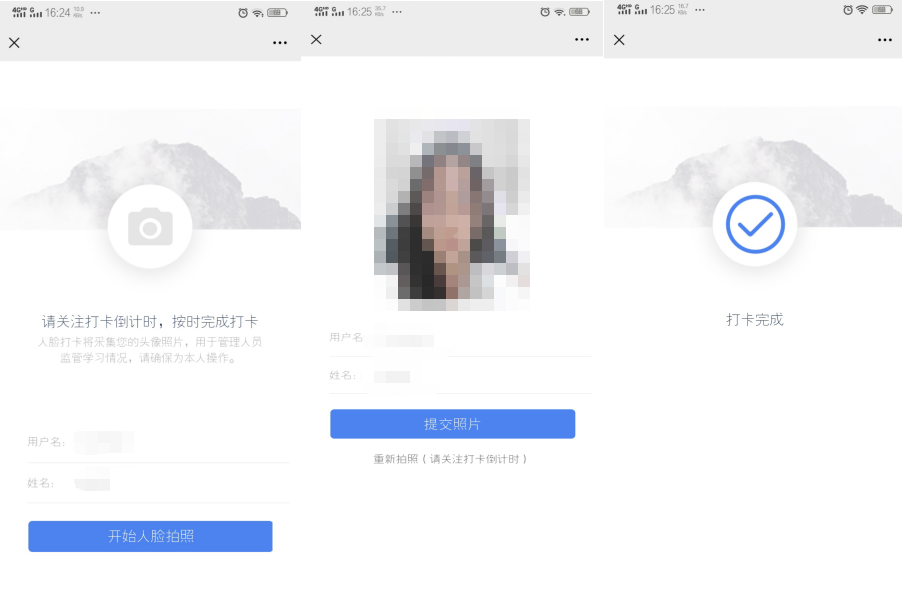 4G G 16:24 ...
请关注打卡倒计时，按时完成打卡
人脸打卡将采集您的头像照片，用于管理人员
监管学习情况，请确保为本人操作。
用户名：
姓名：
开始人脸拍照
4G G 16:25 ...
用户名
姓名：
提交照片
重新拍照（请关注打卡倒计时）
4G G 16:25 ...
打卡完成